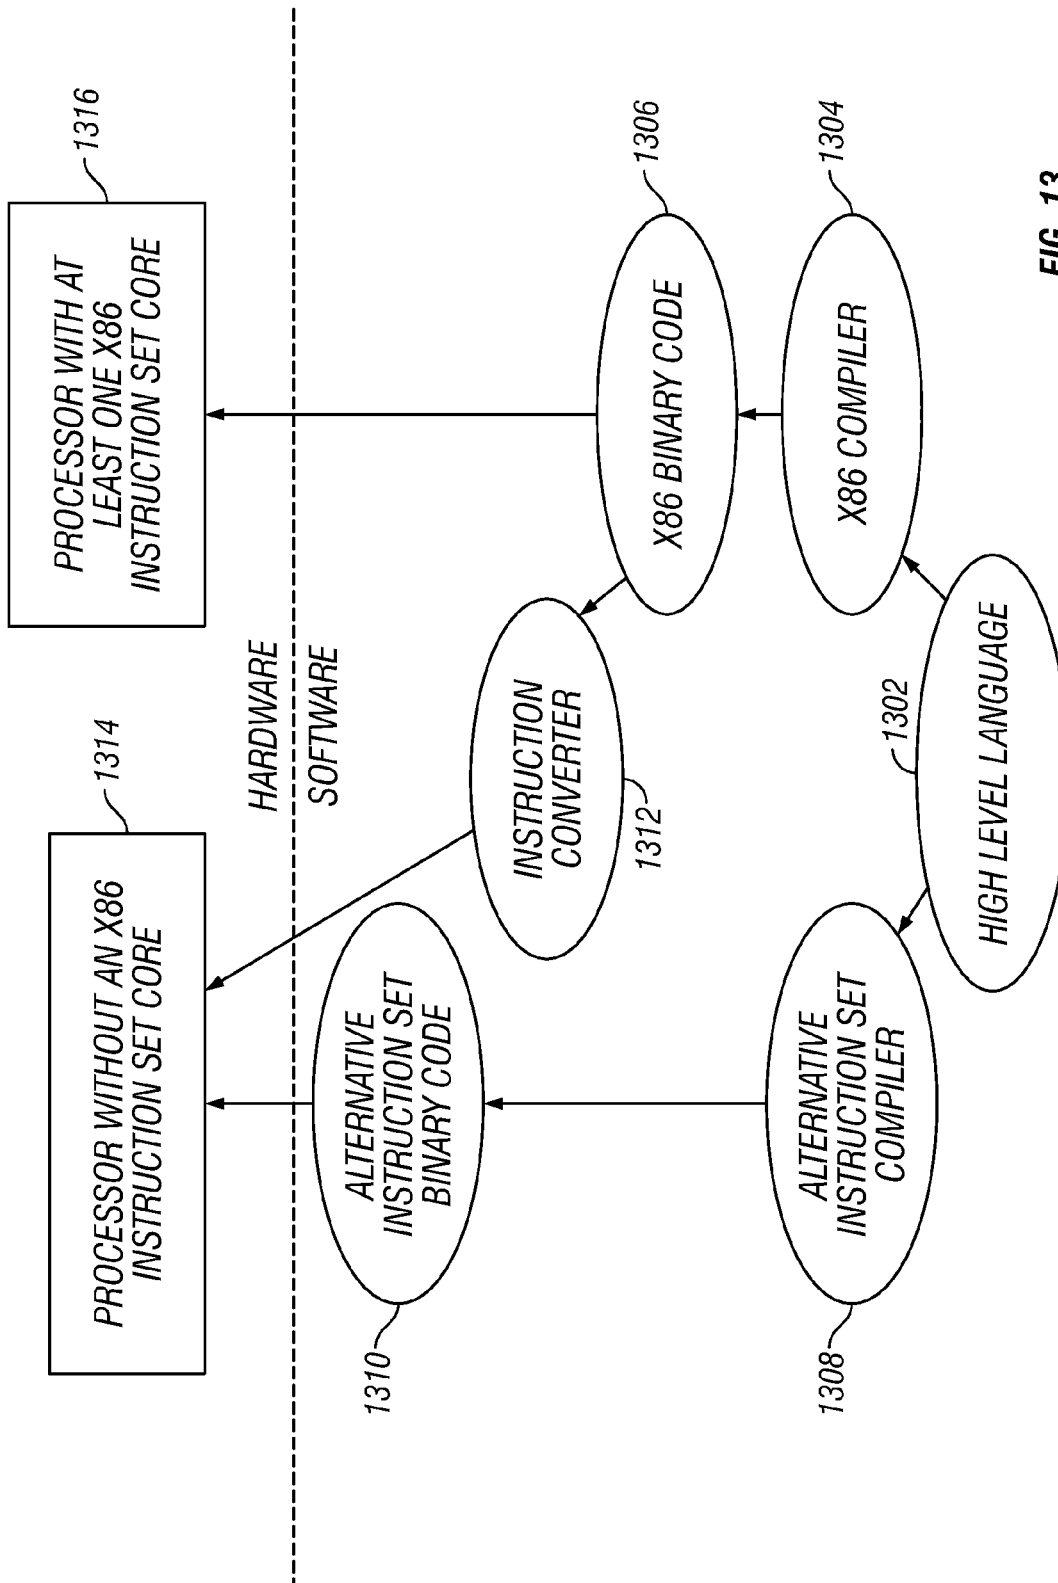 PROCESSOR WITHOUT AN X86
INSTRUCTION SET CORE
1314
PROCESSOR WITH AT
LEAST ONE X86
INSTRUCTION SET CORE
1316
HARDWARE
SOFTWARE
1310
ALTERNATIVE
INSTRUCTION SET
BINARY CODE
INSTRUCTION
CONVERTER
1312
X86 BINARY CODE
1306
1308
ALTERNATIVE
INSTRUCTION SET
COMPILER
X86 COMPILER
1304
1302
HIGH LEVEL LANGUAGE
FIG. 13